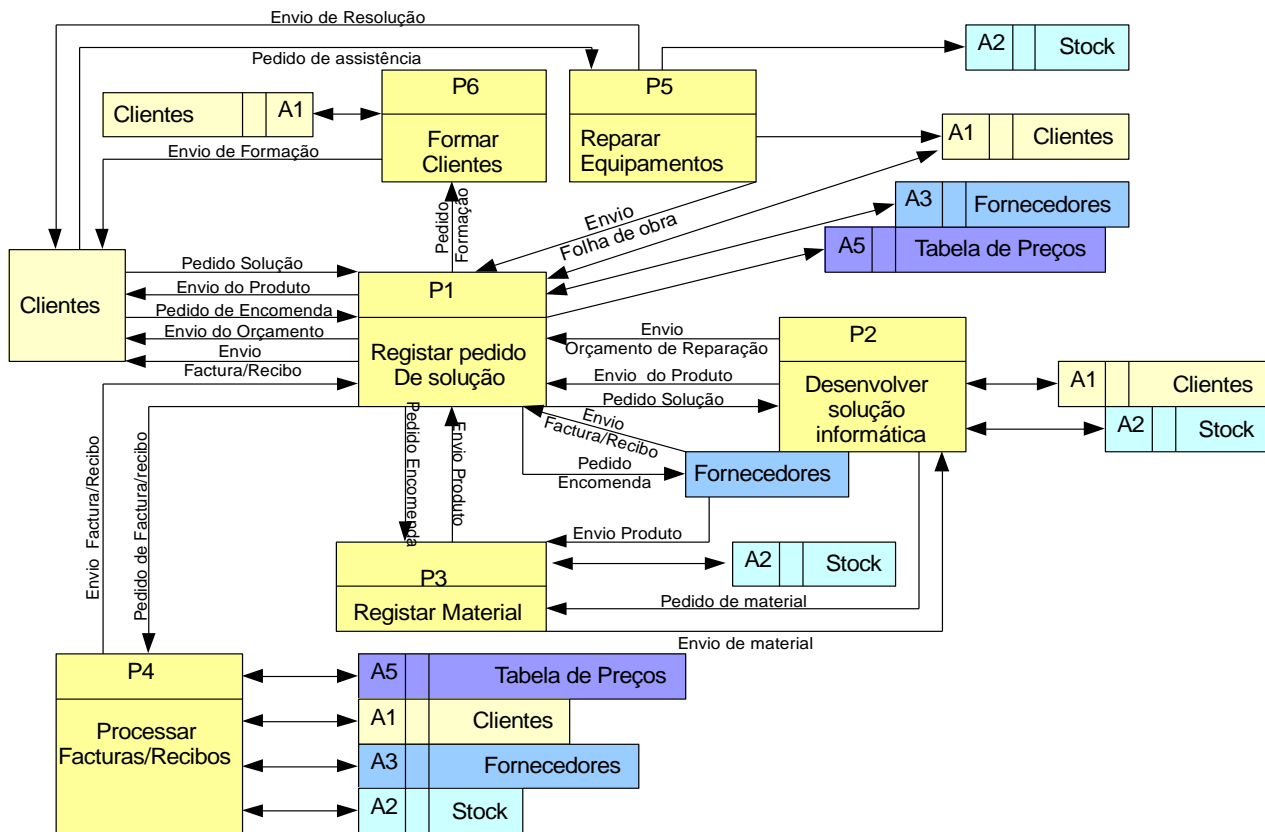 Envio de Resolução
Pedido de assistência
A2 Stock
P6
P5
Clientes A1
Formar
Clientes
Reparar
Equipamentos
A1 Clientes
Envio de Formação
A3 Fornecedores
Pedido
Formação
Envio
Folha de obra
A5 Tabela de Preços
Clientes
Pedido Solução
Envio do Produto
Pedido de Encomenda
Envio do Orçamento
Envio
Factura/Recibo
P1
Registar pedido
De solução
Envio
Orçamento de Reparação
Envio do Produto
Pedido Solução
P2
Desenvolver
solução
informática
A1 Clientes
A2 Stock
Envio
Factura/Recibo
Pedido
Encomenda
Fornecedores
Envio Factura/Recibo
Pedido de Factura/recibo
Pedido Encomenda
Envio Produto
Envio Produto
P3
Registar Material
A2 Stock
Pedido de material
Envio de material
P4
Processar
Facturas/Recibos
A5 Tabela de Preços
A1 Clientes
A3 Fornecedores
A2 Stock